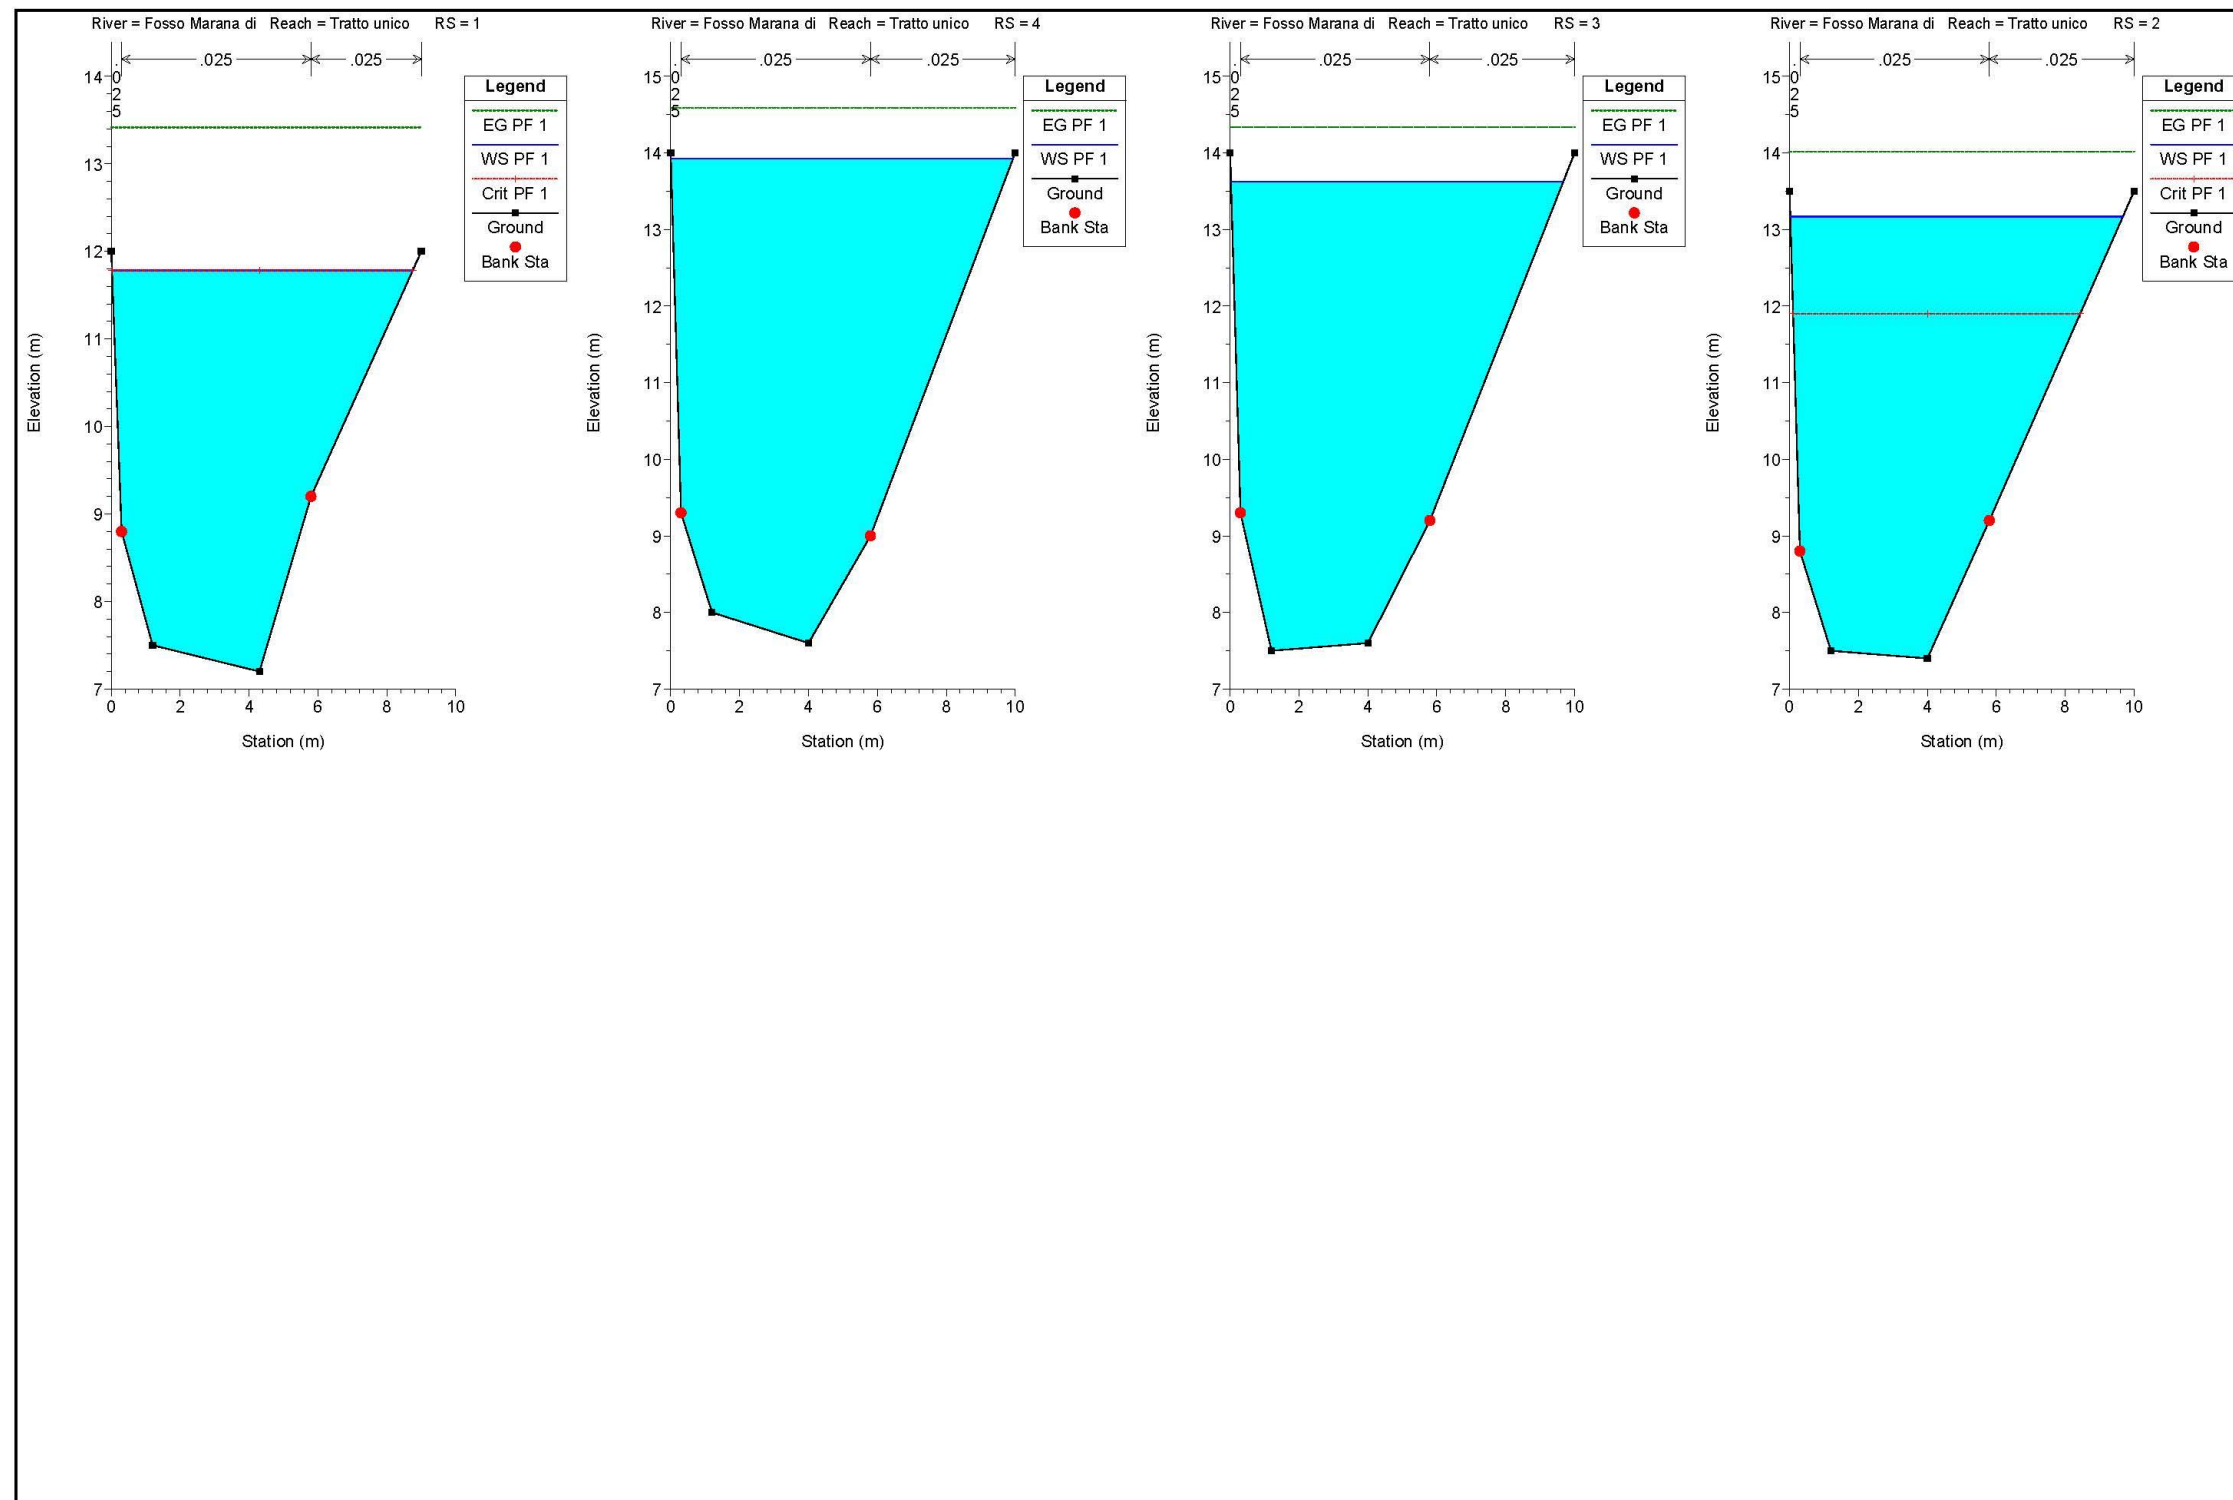 River = Fosso Marana di Reach = Tratto unico RS = 1
.025
.025
.025
14
13
12
11
10
9
8
7
0 2 4 6 8 10
Elevation (m)
Station (m)
Legend
EG PF 1
WS PF 1
Crit PF 1
Ground
Bank Sta
River = Fosso Marana di Reach = Tratto unico RS = 4
.025
.025
.025
15
14
13
12
11
10
9
8
7
0 2 4 6 8 10
Elevation (m)
Station (m)
Legend
EG PF 1
WS PF 1
Ground
Bank Sta
River = Fosso Marana di Reach = Tratto unico RS = 3
.025
.025
.025
15
14
13
12
11
10
9
8
7
0 2 4 6 8 10
Elevation (m)
Station (m)
Legend
EG PF 1
WS PF 1
Ground
Bank Sta
River = Fosso Marana di Reach = Tratto unico RS = 2
.025
.025
.025
15
14
13
12
11
10
9
8
7
0 2 4 6 8 10
Elevation (m)
Station (m)
Legend
EG PF 1
WS PF 1
Crit PF 1
Ground
Bank Sta